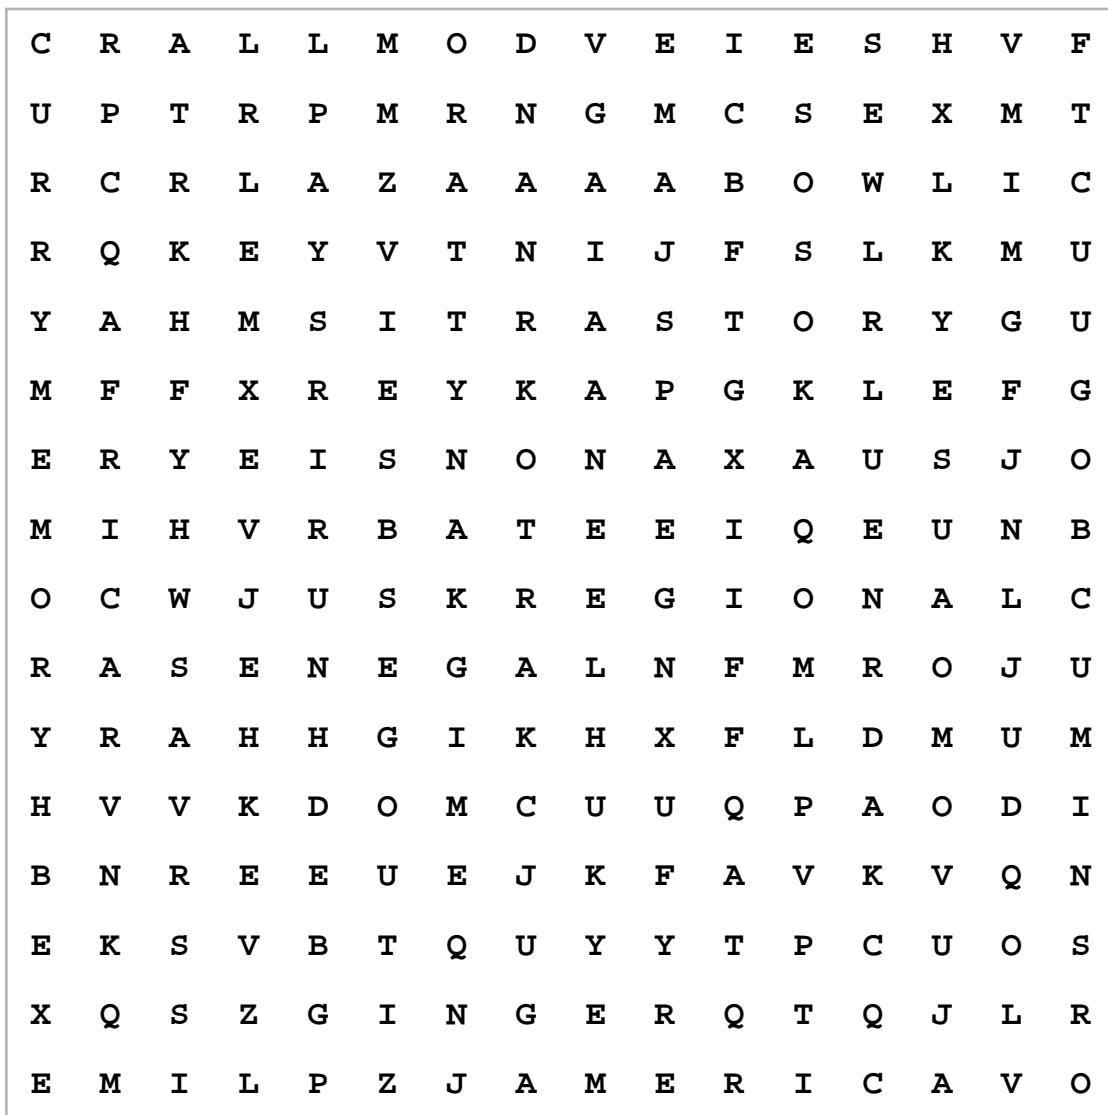 C R A L L M O D V E I E S H V F
U P T R P M R N G M C S E X M T
R C R L A Z A A A A B O W L I C
R Q K E Y V T N I J F S L K M U
Y A H M S I T R A S T O R Y G U
M F F X R E Y K A P G K L E F G
E R Y E I S N O N A X A U S J O
M I H V R B A T E E I Q E U N B
O C W J U S K R E G I O N A L C
R A S E N E G A L N F M R O J U
Y R A H H G I K H X F L D M U M
H V V K D O M C U U Q P A O D I
B N R E E U E J K F A V K V Q N
E K S V B T Q U Y Y T P C U O S
X Q S Z G I N G E R Q T Q J L R
E M I L P Z J A M E R I C A V O